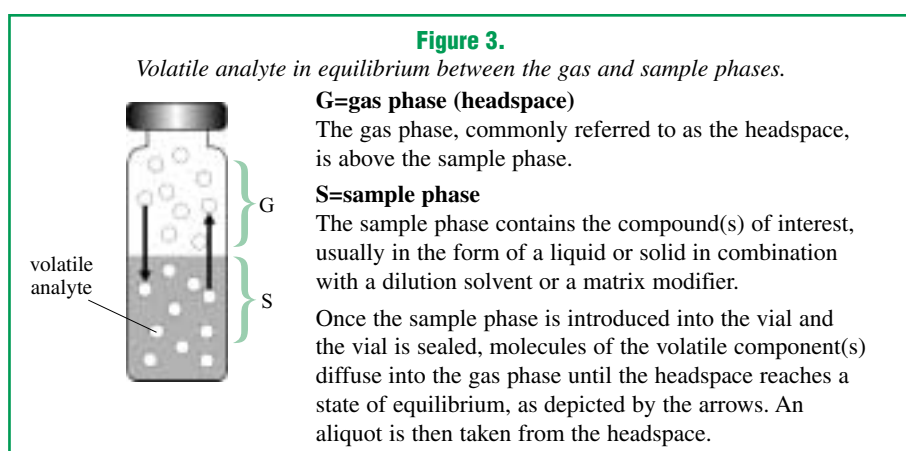 Figure 3.
Volatile analyte in equilibrium between the gas and sample phases.
G=gas phase (headspace)
The gas phase, commonly referred to as the headspace,
is above the sample phase.
S=sample phase
The sample phase contains the compound(s) of interest,
usually in the form of a liquid or solid in combination
with a dilution solvent or a matrix modifier.
Once the sample phase is introduced into the vial and
the vial is sealed, molecules of the volatile component(s)
diffuse into the gas phase until the headspace reaches a
state of equilibrium, as depicted by the arrows. An
aliquot is then taken from the headspace.
G
S
volatile
analyte